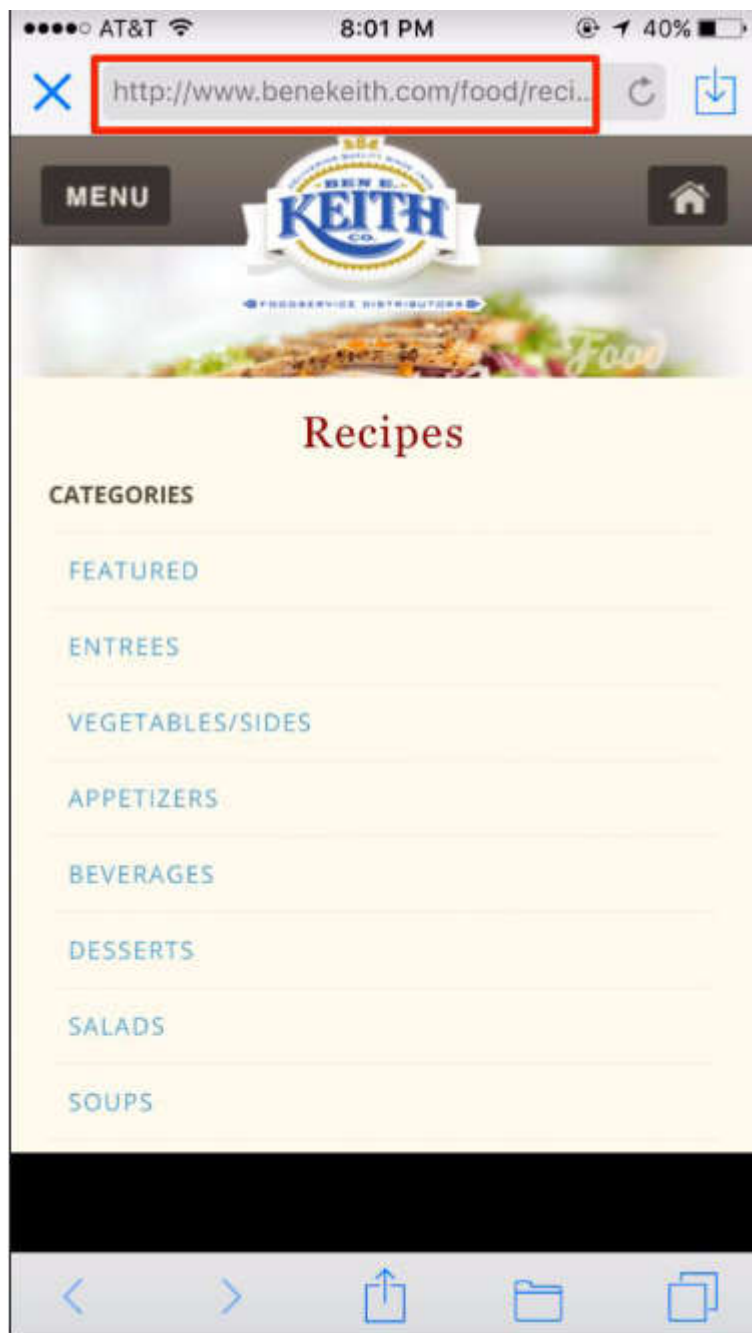 AT&T 8:01 PM 40%
http://www.benekeith.com/food/reci...
MENU
BEN E.
KEITH
CO.
FOODSERVICE DISTRIBUTORS
Food
Recipes
CATEGORIES
FEATURED
ENTREES
VEGETABLES/SIDES
APPETIZERS
BEVERAGES
DESSERTS
SALADS
SOUPS